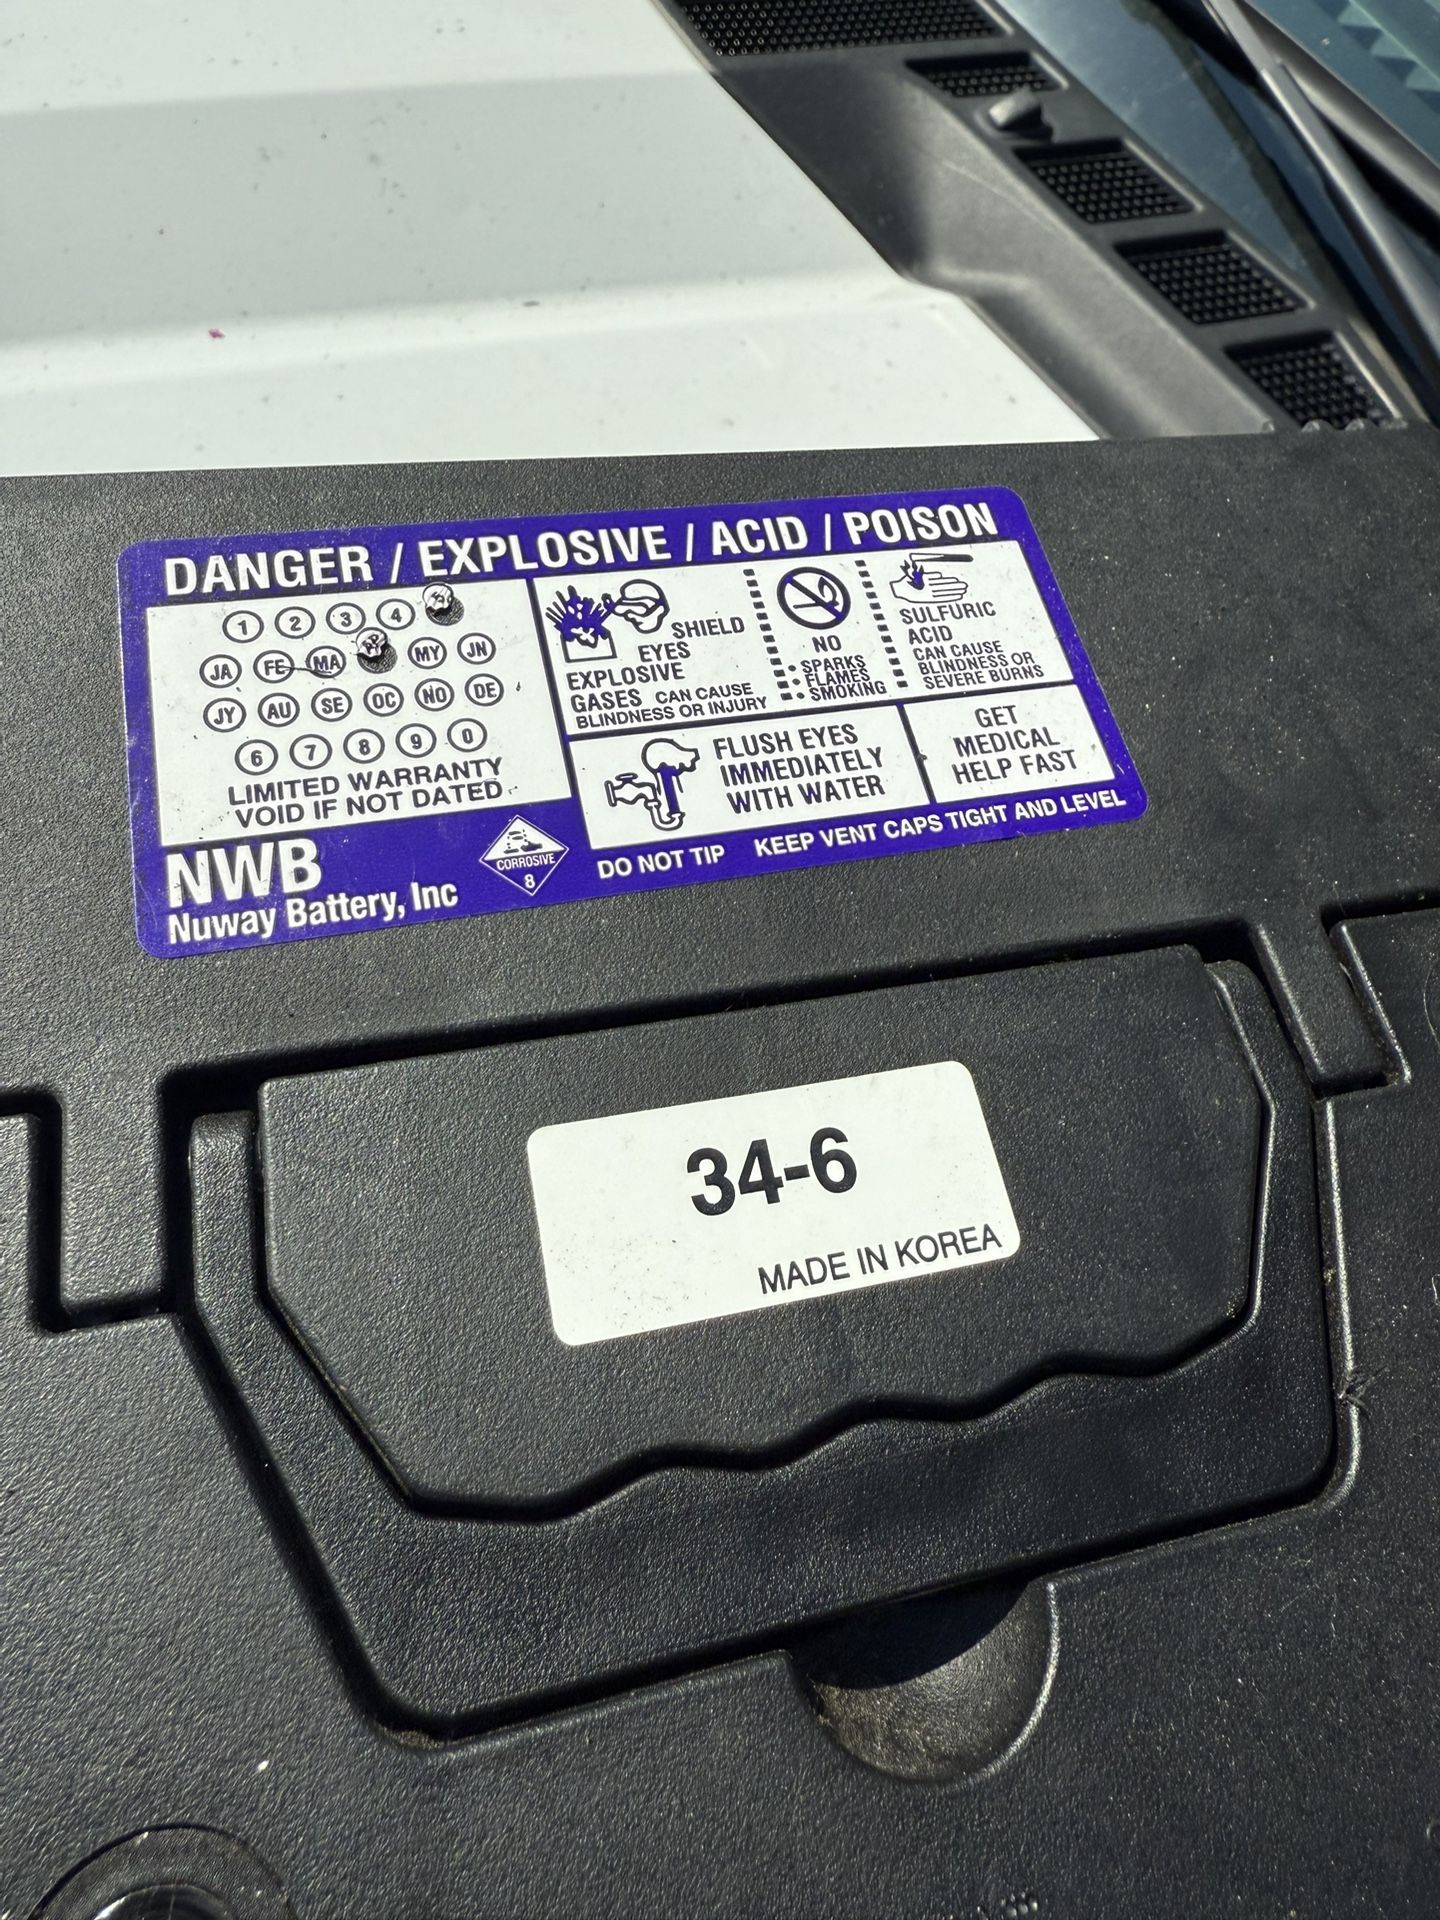 DANGER / EXPLOSIVE / ACID / POISON
1 2 3 4
JA FE MA MY JN
JY AU SE OC NO DE
6 7 8 9 0
LIMITED WARRANTY
VOID IF NOT DATED
SHIELD
EYES
EXPLOSIVE
GASES CAN CAUSE
BLINDNESS OR INJURY
NO
• SPARKS
• FLAMES
• SMOKING
SULFURIC
ACID
CAN CAUSE
BLINDNESS OR
SEVERE BURNS
FLUSH EYES
IMMEDIATELY
WITH WATER
GET
MEDICAL
HELP FAST
NWB
Nuway Battery, Inc
CORROSIVE
8
DO NOT TIP KEEP VENT CAPS TIGHT AND LEVEL
34-6
MADE IN KOREA